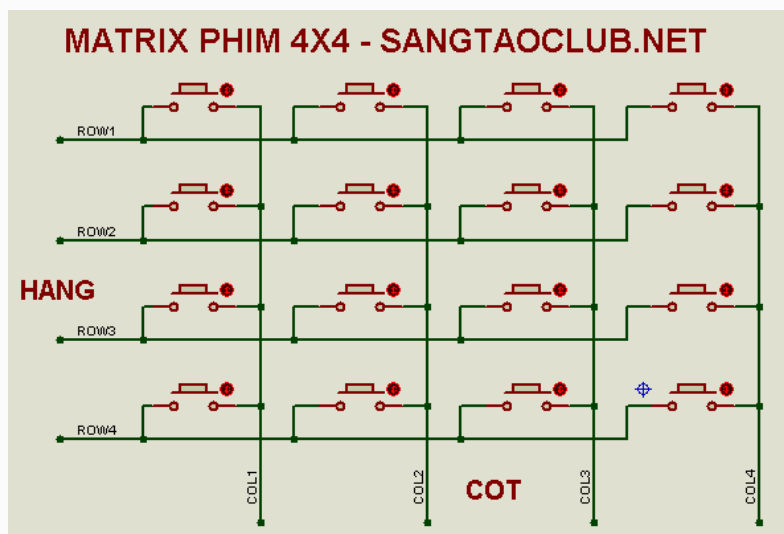 MATRIX PHIM 4X4 - SANGTAOCLUB.NET
ROW1
ROW2
HANG
ROW3
ROW4
COL1
COL2
COT
COL3
COL4